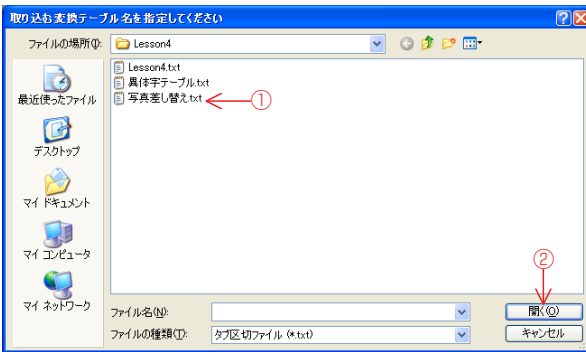 取り込む変換テーブル名を指定してください
ファイルの場所(I):
Lesson4
Lesson4.txt
異体字テーブル.txt
写真差し替え.txt
①
最近使ったファイル
デスクトップ
マイ ドキュメント
マイ コンピュータ
マイ ネットワーク
②
ファイル名(N):
開く(O)
ファイルの種類(T):
タブ区切ファイル (*.txt)
キャンセル